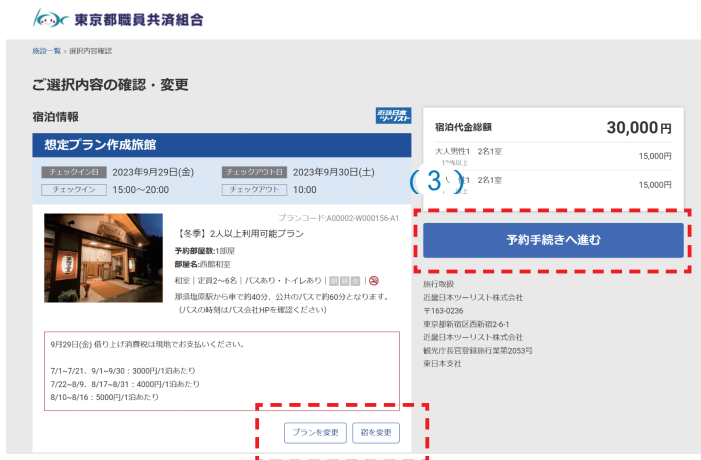 東京都職員共済組合
施設一覧 > 選択内容確認
ご選択内容の確認・変更
宿泊情報
近畿日本
ツーリスト
想定プラン作成旅館
チェックイン日 2023年9月29日(金) チェックアウト日 2023年9月30日(土)
チェックイン 15:00～20:00 チェックアウト 10:00
プランコード:A00002-W000156-A1
【冬季】2人以上利用可能プラン
予約部屋数:1部屋
部屋名:西館和室
和室 | 定員2~6名 | バスあり・トイレあり |
那須塩原駅から車で約40分、公共のバスで約60分となります。
(バスの時刻はバス会社HPを確認ください)
9月29日(金) 借り上げ消費税は現地でお支払いください。
7/1~7/21、9/1~9/30：3000円/1泊あたり
7/22~8/9、8/17~8/31：4000円/1泊あたり
8/10~8/16：5000円/1泊あたり
プランを変更 宿を変更
宿泊代金総額 30,000円
大人男性1 2名1室 15,000円
(3)
2名1室 15,000円
予約手続きへ進む
旅行取扱
近畿日本ツーリスト株式会社
〒163-0236
東京都新宿区西新宿2-6-1
近畿日本ツーリスト株式会社
観光庁長官登録旅行業第2053号
東日本支社